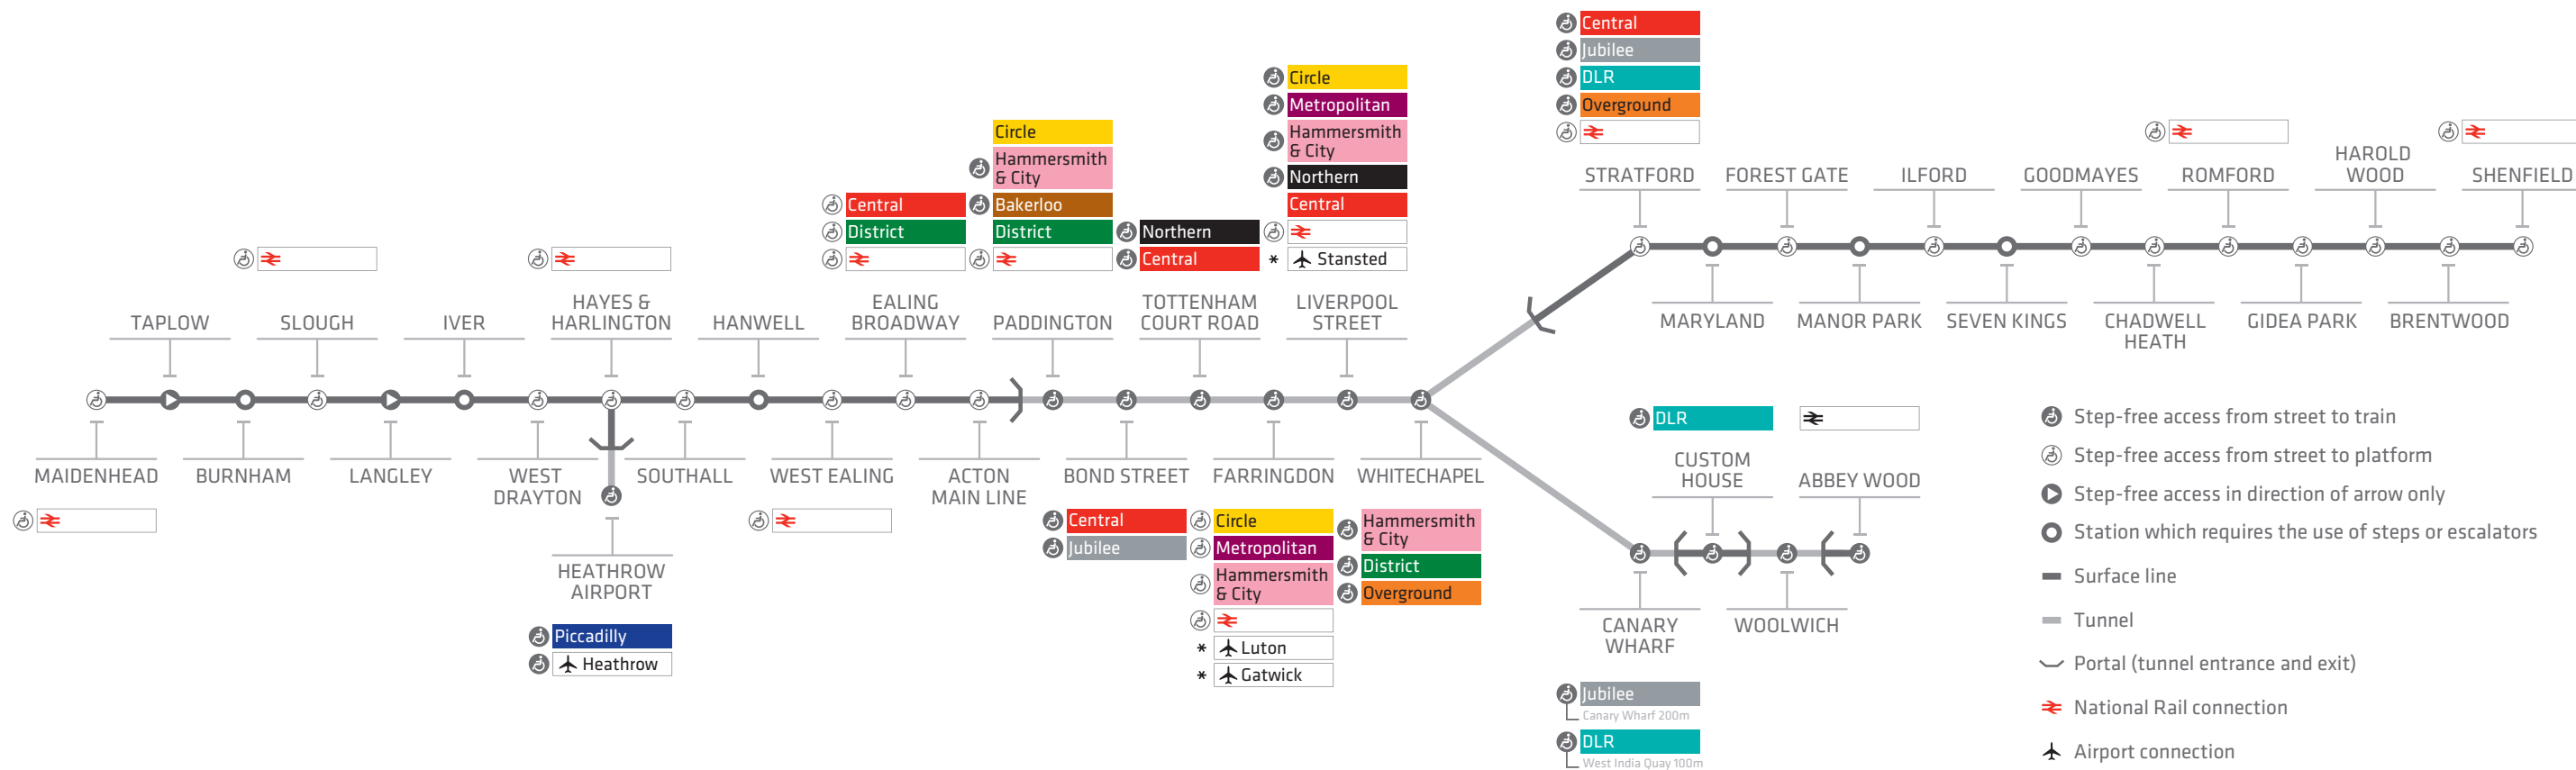 Central
Jubilee
DLR
Overground
Circle
Metropolitan
Hammersmith
& City
Northern
Central
Stansted
Circle
Hammersmith
& City
Bakerloo
District
Central
District
Northern
Central
TAPLOW
SLOUGH
IVER
HAYES &
HARLINGTON
HANWELL
EALING
BROADWAY
PADDINGTON
TOTTENHAM
COURT ROAD
LIVERPOOL
STREET
STRATFORD
FOREST GATE
ILFORD
GOODMAYES
ROMFORD
HAROLD
WOOD
SHENFIELD
MARYLAND
MANOR PARK
SEVEN KINGS
CHADWELL
HEATH
GIDEA PARK
BRENTWOOD
MAIDENHEAD
BURNHAM
LANGLEY
WEST
DRAYTON
SOUTHALL
WEST EALING
ACTON
MAIN LINE
BOND STREET
FARRINGDON
WHITECHAPEL
HEATHROW
AIRPORT
Piccadilly
Heathrow
Central
Jubilee
Circle
Metropolitan
Hammersmith
& City
* Luton
* Gatwick
Hammersmith
& City
District
Overground
DLR
CUSTOM
HOUSE
ABBEY WOOD
CANARY
WHARF
WOOLWICH
Jubilee
Canary Wharf 200m
DLR
West India Quay 100m
Step-free access from street to train
Step-free access from street to platform
Step-free access in direction of arrow only
Station which requires the use of steps or escalators
Surface line
Tunnel
Portal (tunnel entrance and exit)
National Rail connection
Airport connection